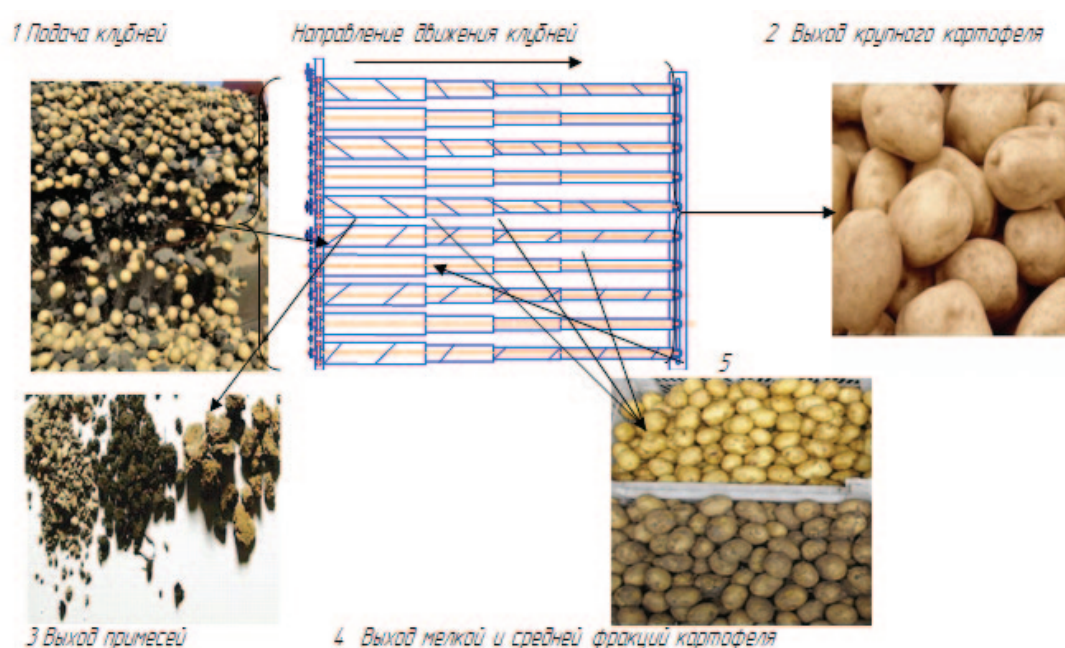 1 Подача клубней
Направление движения клубней
2 Выход крупного картофеля
5
3 Выход примесей
4 Выход мелкой и средней фракций картофеля